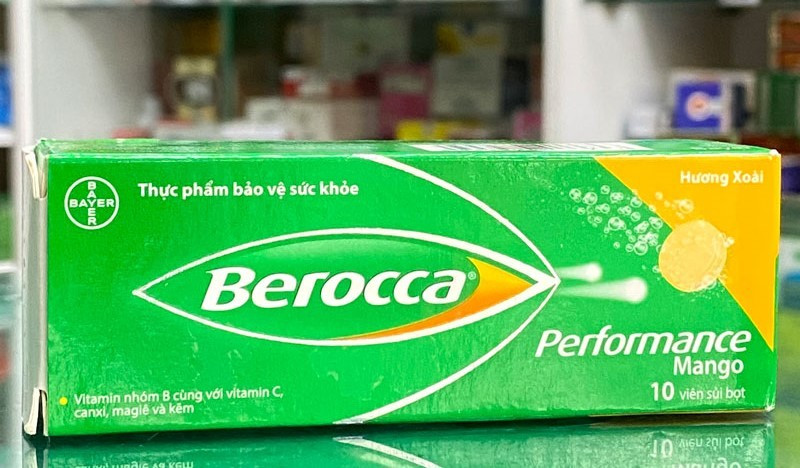 BAYER
BAYER
Thực phẩm bảo vệ sức khỏe
Hương Xoài
Berocca®
Performance
Mango
10 viên sủi bọt
Vitamin nhóm B cùng với vitamin C,
canxi, magiê và kẽm